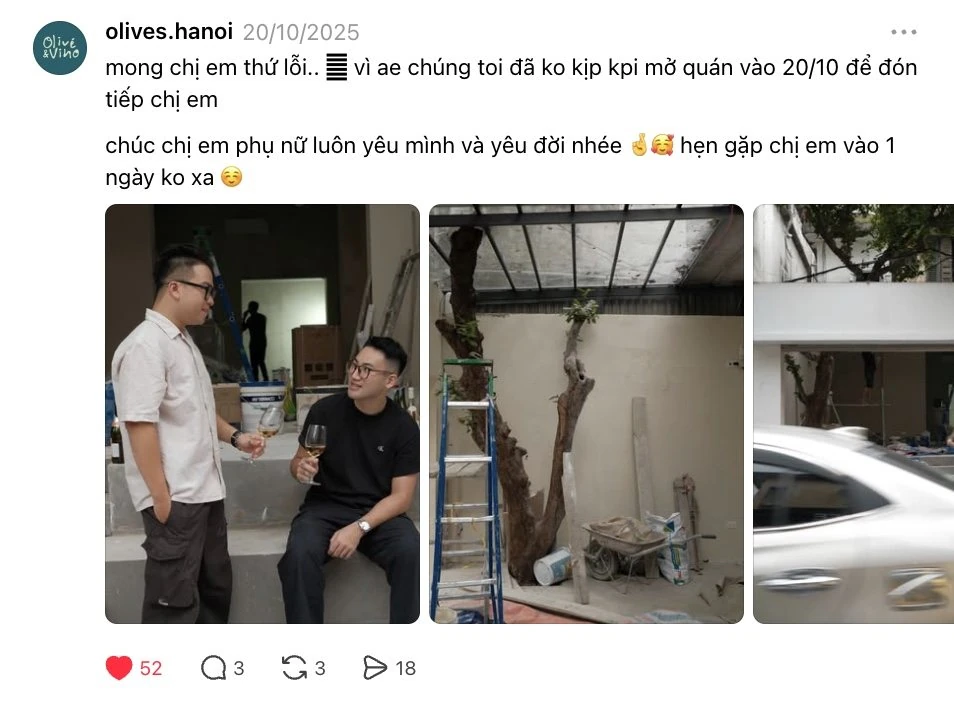 olives.hanoi 20/10/2025
Olive
&Vino
mong chị em thứ lỗi.. 𝄛 vì ae chúng toi đã ko kịp kpi mở quán vào 20/10 để đón
tiếp chị em
chúc chị em phụ nữ luôn yêu mình và yêu đời nhée 🤞🥰 hẹn gặp chị em vào 1
ngày ko xa ☺️
52 3 3 18